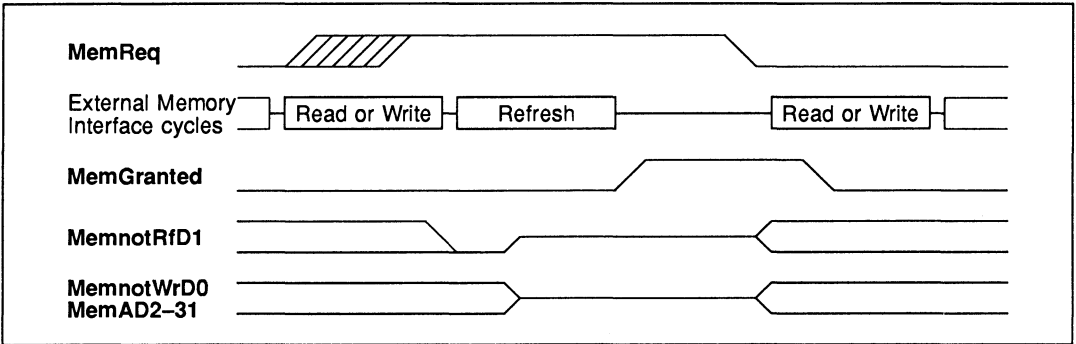 MemReq
External Memory
Interface cycles
Read or Write
Refresh
Read or Write
MemGranted
MemnotRfD1
MemnotWrD0
MemAD2–31